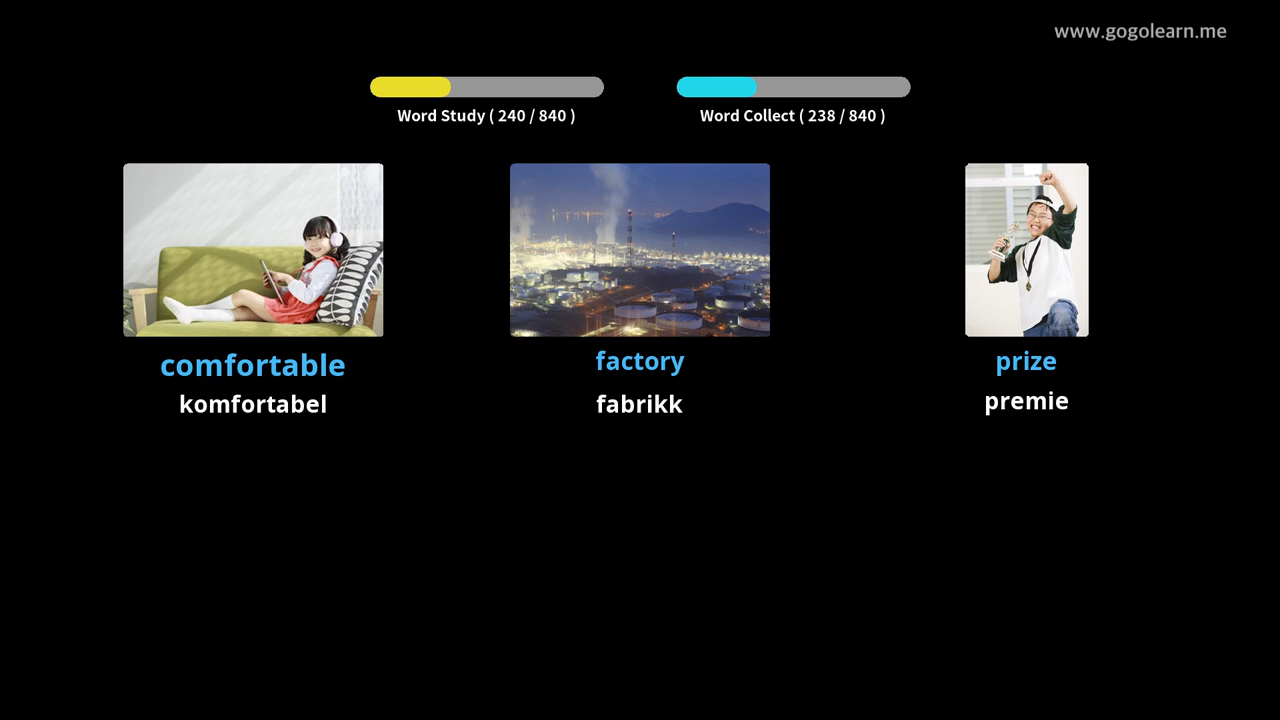 www.gogolearn.me
Word Study ( 240 / 840 )
Word Collect ( 238 / 840 )
comfortable
komfortabel
factory
fabrikk
prize
premie